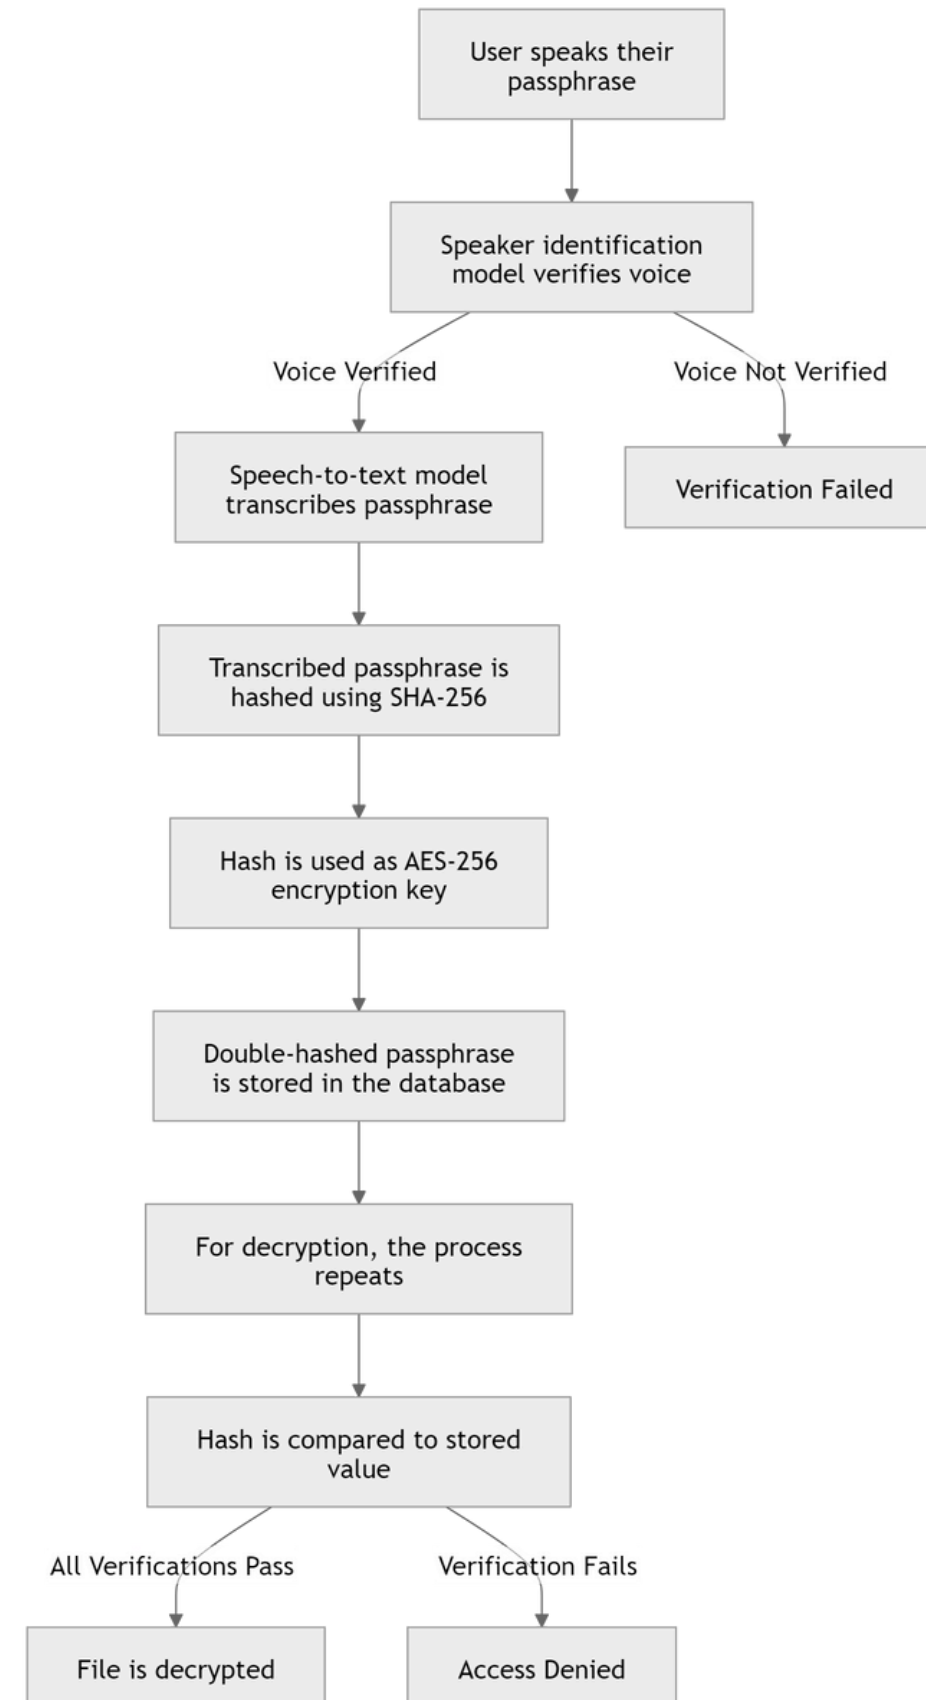 User speaks their
passphrase
Speaker identification
model verifies voice
Voice Verified
Voice Not Verified
Speech-to-text model
transcribes passphrase
Verification Failed
Transcribed passphrase is
hashed using SHA-256
Hash is used as AES-256
encryption key
Double-hashed passphrase
is stored in the database
For decryption, the process
repeats
Hash is compared to stored
value
All Verifications Pass
Verification Fails
File is decrypted
Access Denied